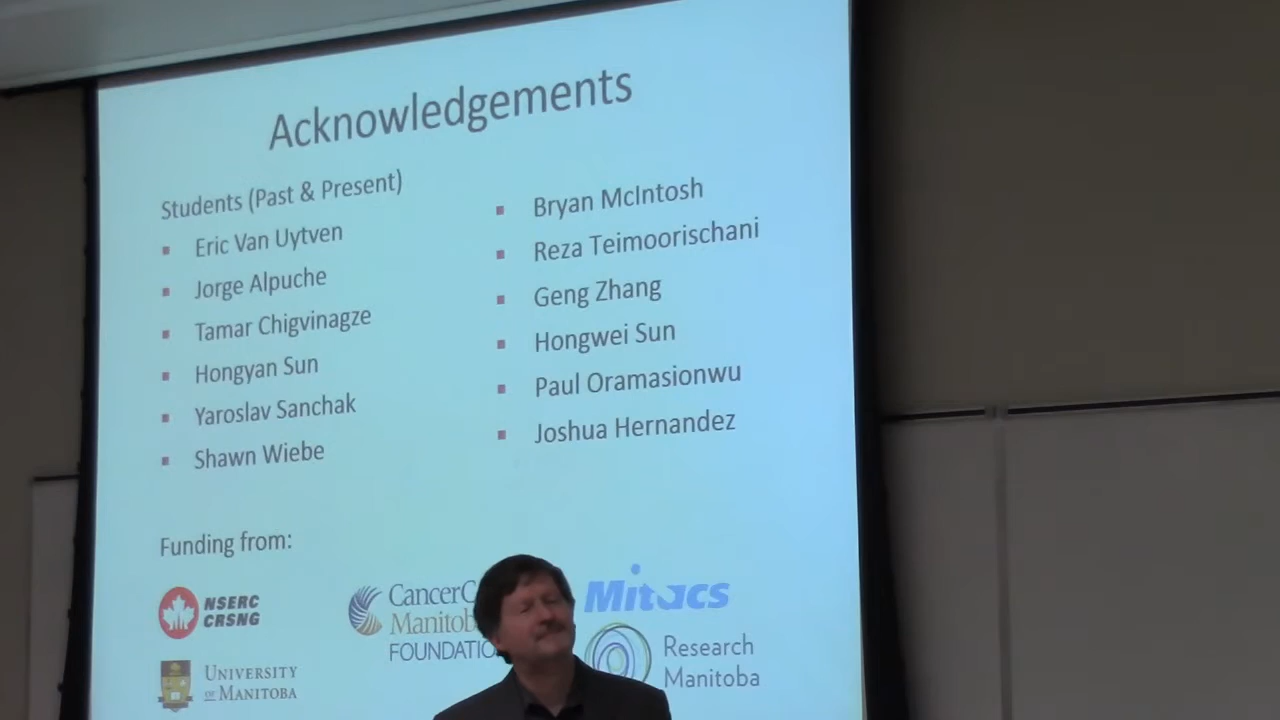 Acknowledgements
Students (Past & Present)
Eric Van Uytven
Jorge Alpuche
Tamar Chigvinagze
Hongyan Sun
Yaroslav Sanchak
Shawn Wiebe
Bryan McIntosh
Reza Teimoorischani
Geng Zhang
Hongwei Sun
Paul Oramasionwu
Joshua Hernandez
Funding from:
NSERC
CRSNG
UNIVERSITY
OF MANITOBA
Mitacs
Research
Manitoba